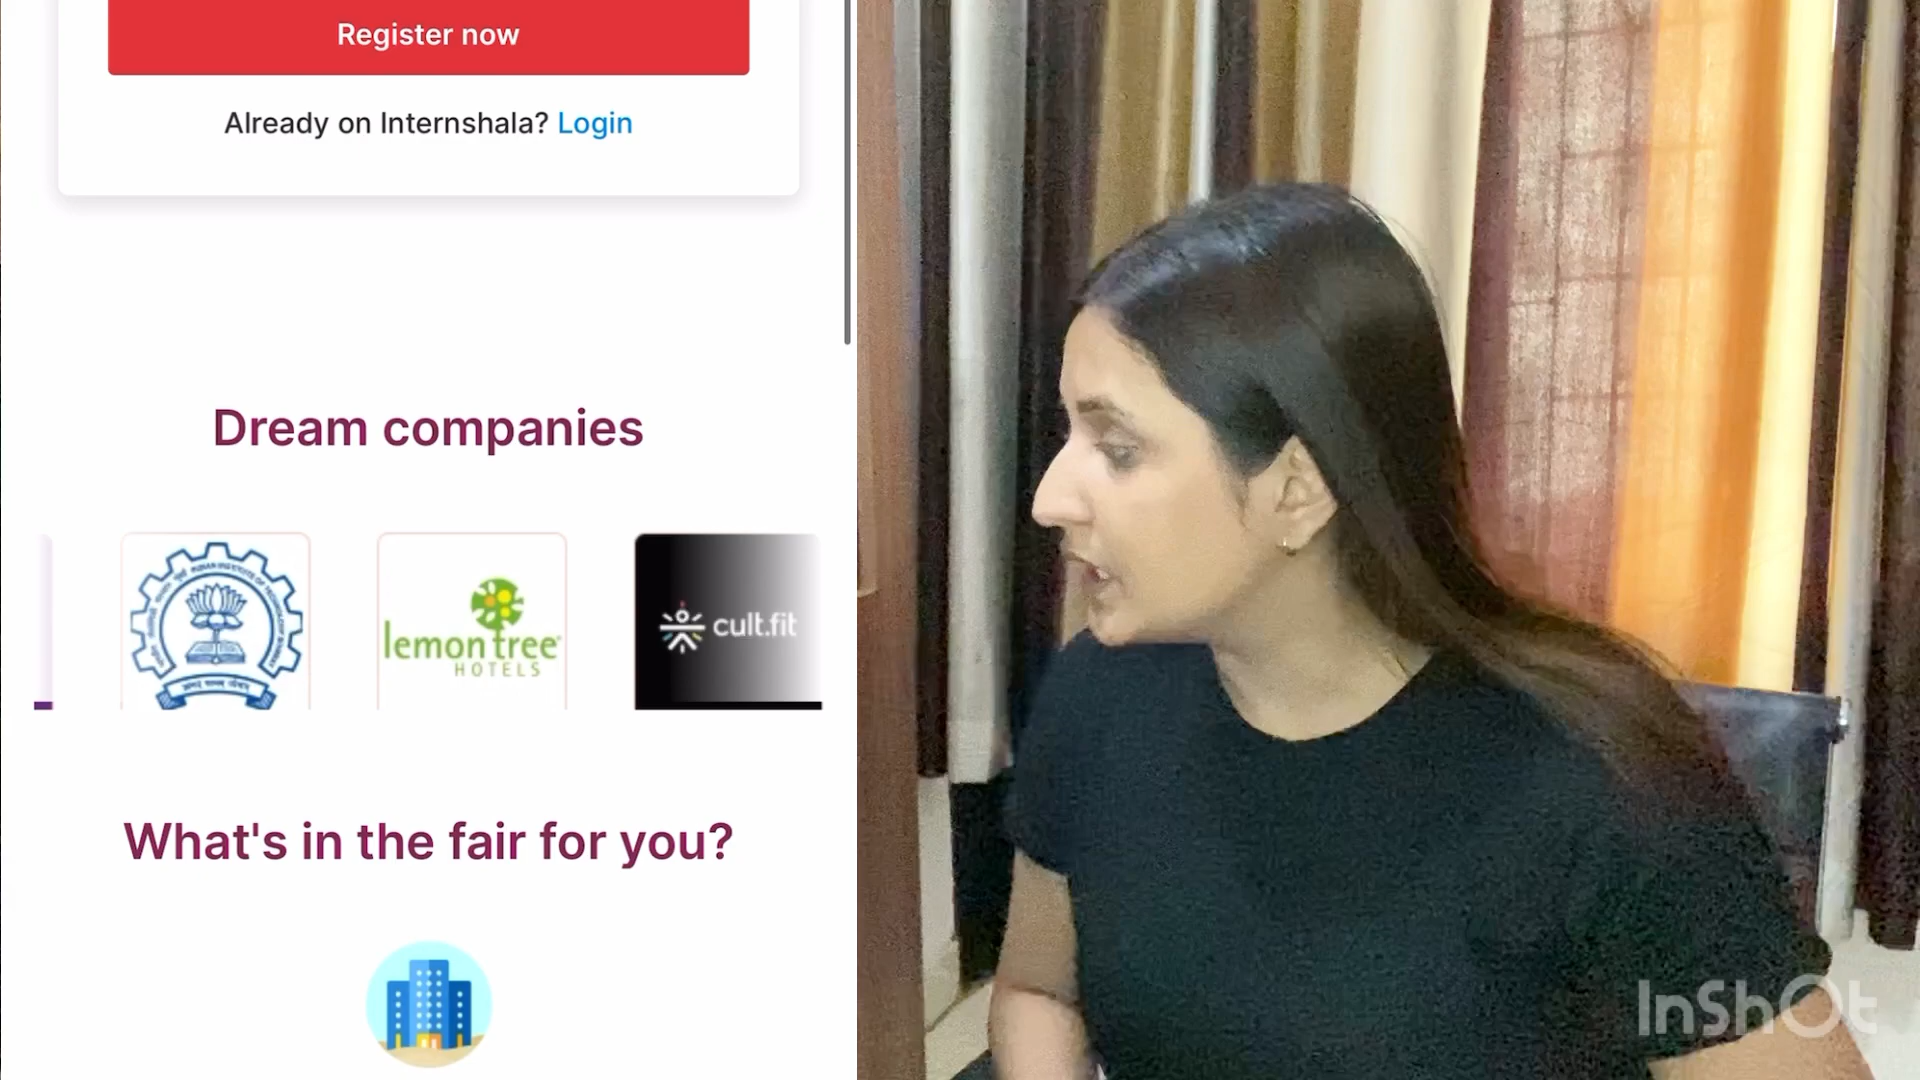 Register now
Already on Internshala? Login
Dream companies
lemon tree
HOTELS
cult.fit
What's in the fair for you?
InShOt